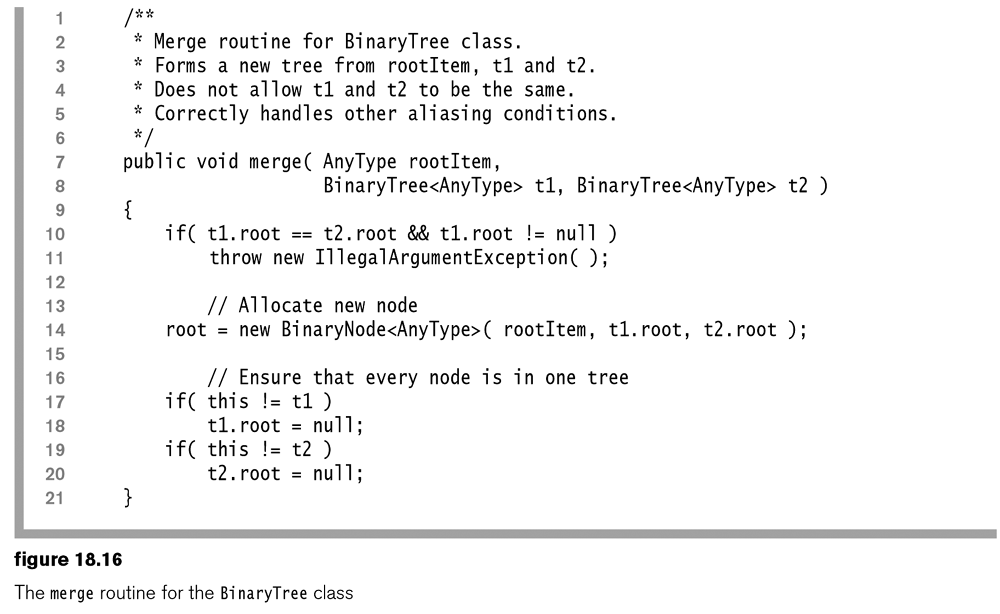 1 /**
2 * Merge routine for BinaryTree class.
3 * Forms a new tree from rootItem, t1 and t2.
4 * Does not allow t1 and t2 to be the same.
5 * Correctly handles other aliasing conditions.
6 */
7 public void merge( AnyType rootItem,
8 BinaryTree<AnyType> t1, BinaryTree<AnyType> t2 )
9 {
10 if( t1.root == t2.root && t1.root != null )
11 throw new IllegalArgumentException( );
12
13 // Allocate new node
14 root = new BinaryNode<AnyType>( rootItem, t1.root, t2.root );
15
16 // Ensure that every node is in one tree
17 if( this != t1 )
18 t1.root = null;
19 if( this != t2 )
20 t2.root = null;
21 }
figure 18.16
The merge routine for the BinaryTree class